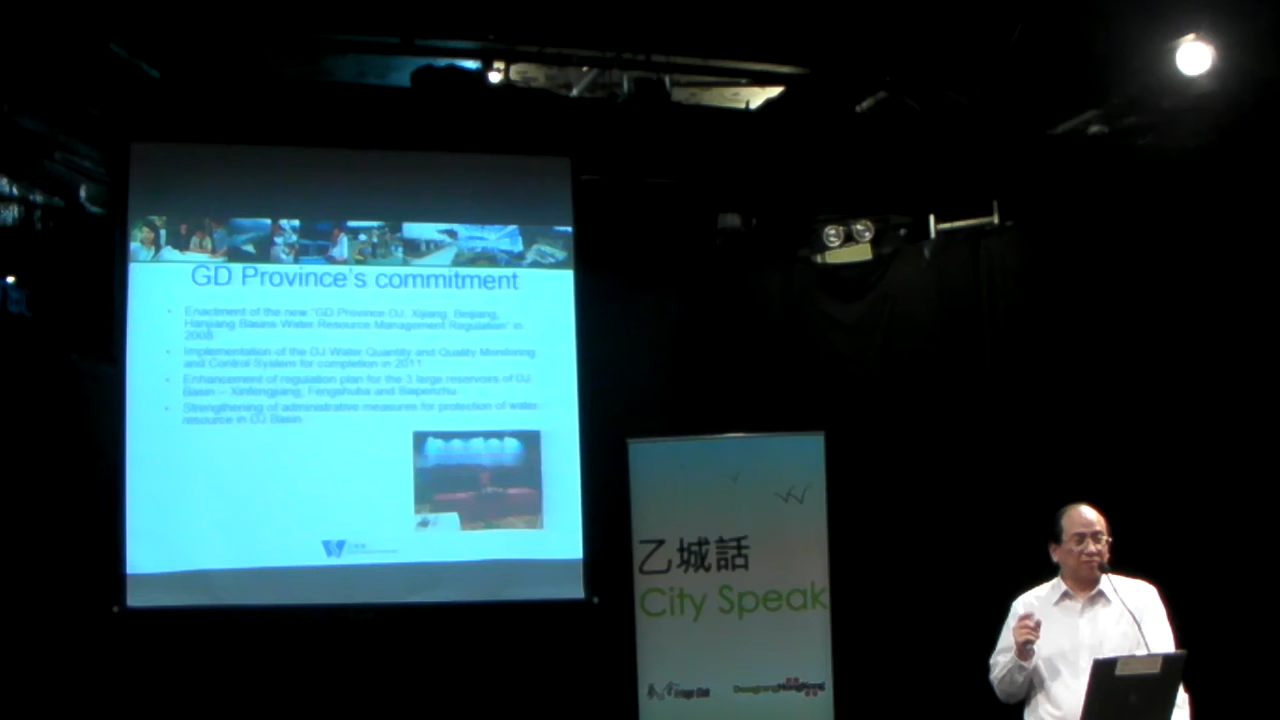 GD Province's commitment
• Enactment of the new "GD Province DJ, Xijiang, Beijiang,
Hanjiang Basins Water Resource Management Regulation" in
2008
• Implementation of the DJ Water Quantity and Quality Monitoring
and Control System for completion in 2011
• Enhancement of regulation plan for the 3 large reservoirs of DJ
Basin – Xinfengjiang, Fengshuba and Baipenzhu
• Strengthening of administrative measures for protection of water
resource in DJ Basin
乙城話
City Speak